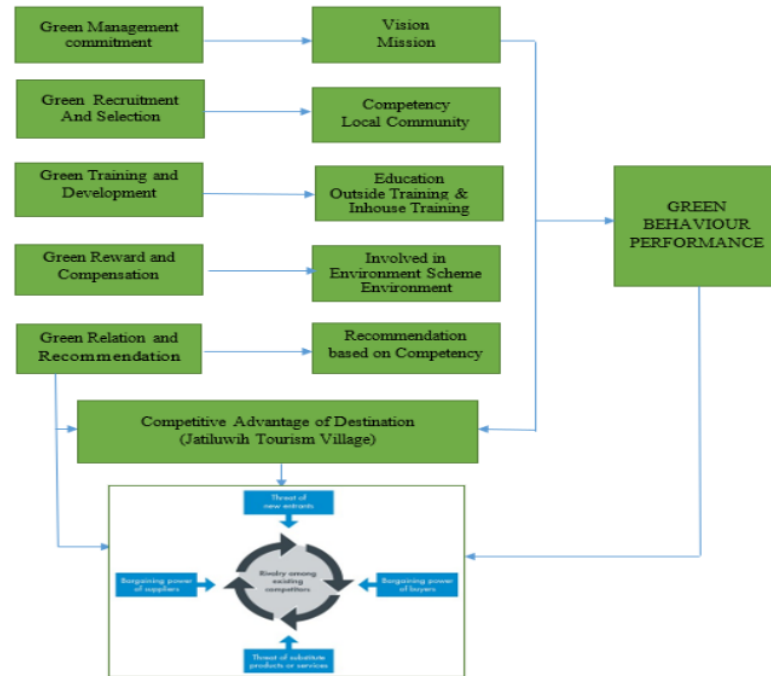 Green Management
commitment
Vision
Mission
Green Recruitment
And Selection
Competency
Local Community
Green Training and
Development
Education
Outside Training &
Inhouse Training
GREEN
BEHAVIOUR
PERFORMANCE
Green Reward and
Compensation
Involved in
Environment Scheme
Environment
Green Relation and
Recommendation
Recommendation
based on Competency
Competitive Advantage of Destination
(Jatiluwih Tourism Village)
Threat of
new entrants
Rivalry among
existing
competitors
Bargaining power
of suppliers
Bargaining power
of buyers
Threat of substitute
products or services